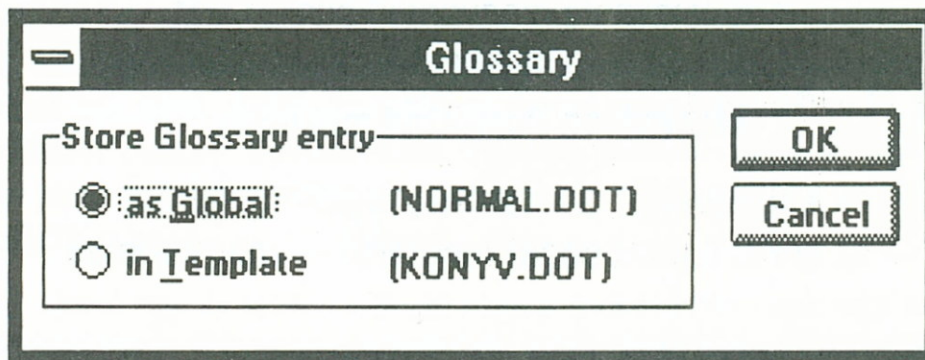 Glossary
Store Glossary entry
as Global (NORMAL.DOT)
in Template (KONYV.DOT)
OK
Cancel